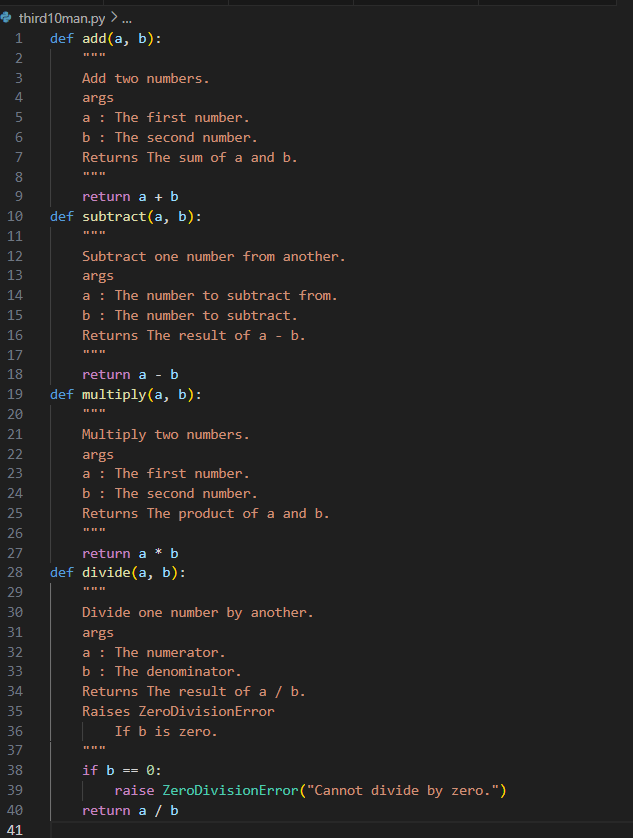 third10man.py > ...
1 def add(a, b):
2     """
3     Add two numbers.
4     args
5     a : The first number.
6     b : The second number.
7     Returns The sum of a and b.
8     """
9     return a + b
10 def subtract(a, b):
11     """
12     Subtract one number from another.
13     args
14     a : The number to subtract from.
15     b : The number to subtract.
16     Returns The result of a - b.
17     """
18     return a - b
19 def multiply(a, b):
20     """
21     Multiply two numbers.
22     args
23     a : The first number.
24     b : The second number.
25     Returns The product of a and b.
26     """
27     return a * b
28 def divide(a, b):
29     """
30     Divide one number by another.
31     args
32     a : The numerator.
33     b : The denominator.
34     Returns The result of a / b.
35     Raises ZeroDivisionError
36         If b is zero.
37     """
38     if b == 0:
39         raise ZeroDivisionError("Cannot divide by zero.")
40     return a / b
41